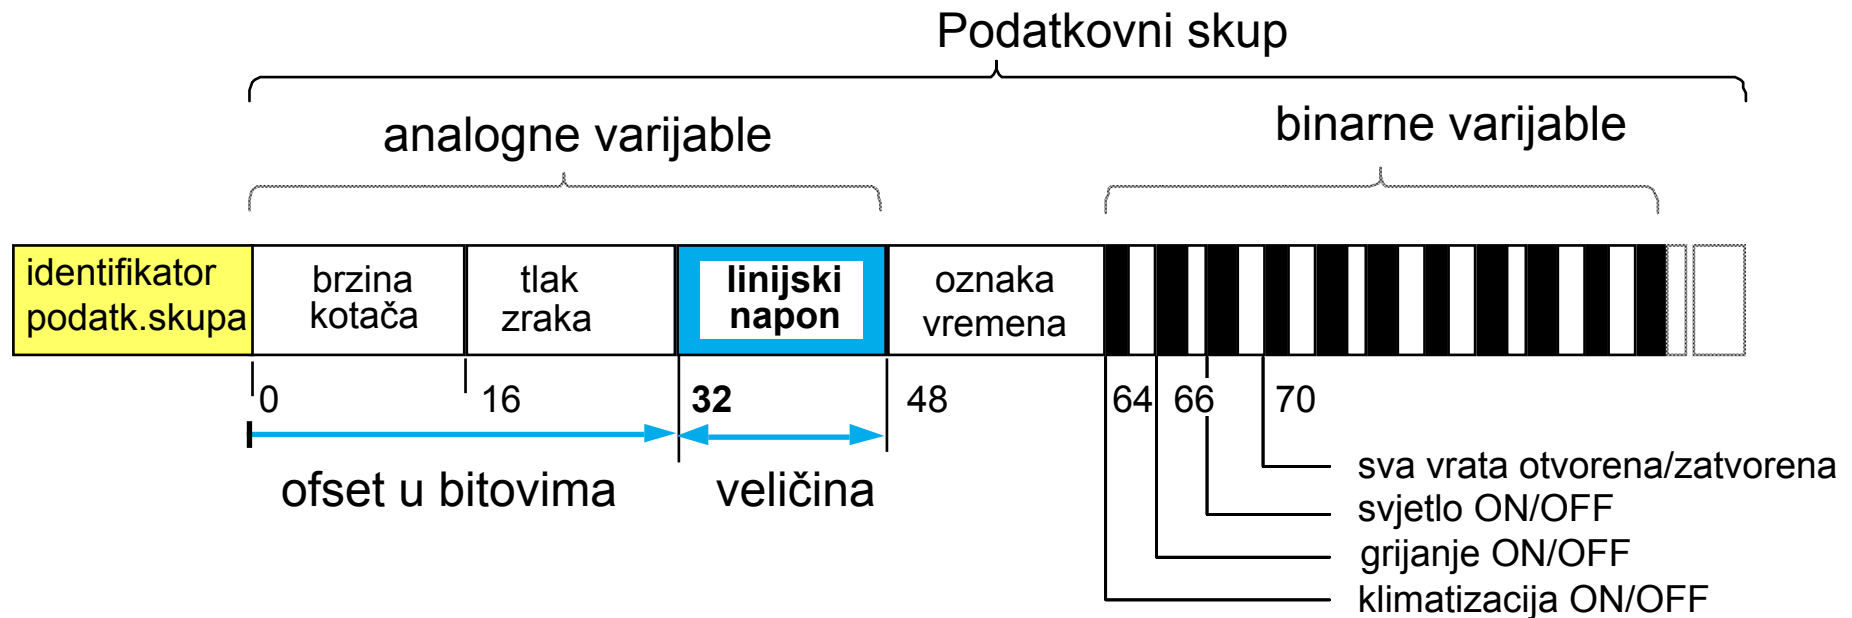 Podatkovni skup
analogne varijable
binarne varijable
identifikator
podatk.skupa
brzina
kotača
tlak
zraka
linijski
napon
oznaka
vremena
0
16
32
48
64
66
70
ofset u bitovima
veličina
sva vrata otvorena/zatvorena
svjetlo ON/OFF
grijanje ON/OFF
klimatizacija ON/OFF